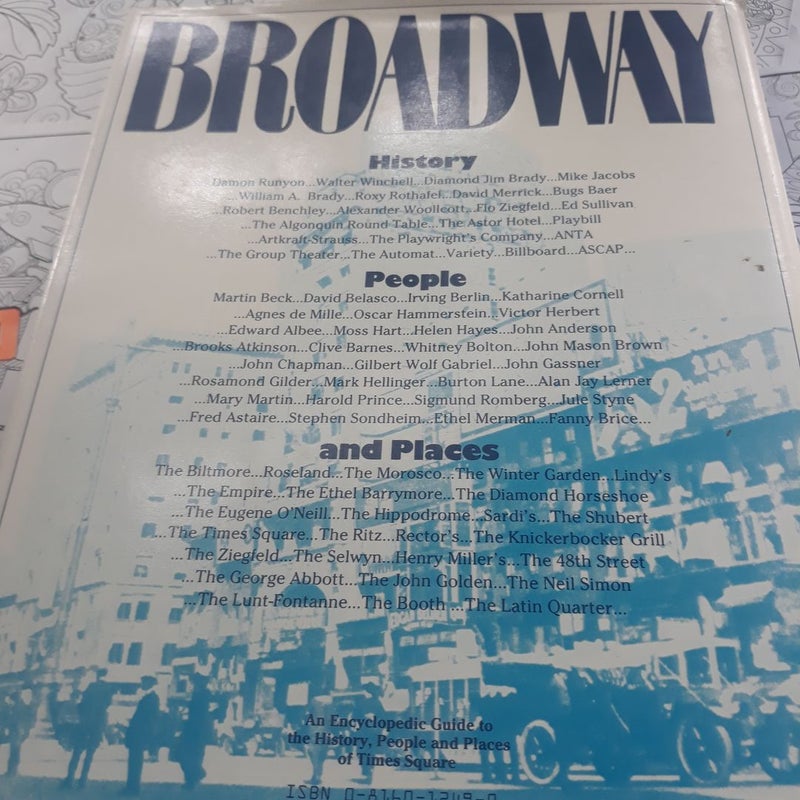 BROADWAY
History
Damon Runyon...Walter Winchell...Diamond Jim Brady...Mike Jacobs
...William A. Brady...Roxy Rothafel...David Merrick...Bugs Baer
...Robert Benchley...Alexander Woollcott...Flo Ziegfeld...Ed Sullivan
...The Algonquin Round Table...The Astor Hotel...Playbill
...Artkraft-Strauss...The Playwright's Company...ANTA
...The Group Theater...The Automat...Variety...Billboard...ASCAP...
People
Martin Beck...David Belasco...Irving Berlin...Katharine Cornell
...Agnes de Mille...Oscar Hammerstein...Victor Herbert
...Edward Albee...Moss Hart...Helen Hayes...John Anderson
...Brooks Atkinson...Clive Barnes...Whitney Bolton...John Mason Brown
...John Chapman...Gilbert Wolf Gabriel...John Gassner
...Rosamond Gilder...Mark Hellinger...Burton Lane...Alan Jay Lerner
...Mary Martin...Harold Prince...Sigmund Romberg...Jule Styne
...Fred Astaire...Stephen Sondheim...Ethel Merman...Fanny Brice...
and Places
The Biltmore...Roseland...The Morosco...The Winter Garden...Lindy's
...The Empire...The Ethel Barrymore...The Diamond Horseshoe
...The Eugene O'Neill...The Hippodrome...Sardi's...The Shubert
...The Times Square...The Ritz...Rector's...The Knickerbocker Grill
...The Ziegfeld...The Selwyn...Henry Miller's...The 48th Street
...The George Abbott...The John Golden...The Neil Simon
...The Lunt-Fontanne...The Booth ...The Latin Quarter...
An Encyclopedic Guide to
the History, People and Places
of Times Square
ISBN 0-8160-1249-0